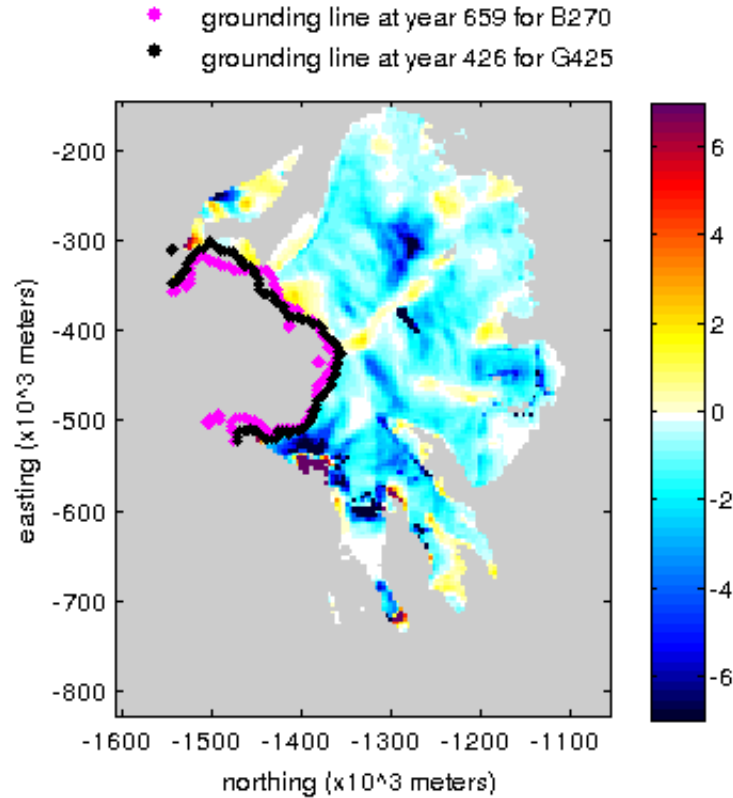 grounding line at year 659 for B270
grounding line at year 426 for G425
-200
-300
-400
-500
-600
-700
-800
easting (x10^3 meters)
-1600 -1500 -1400 -1300 -1200 -1100
northing (x10^3 meters)
6
4
2
0
-2
-4
-6